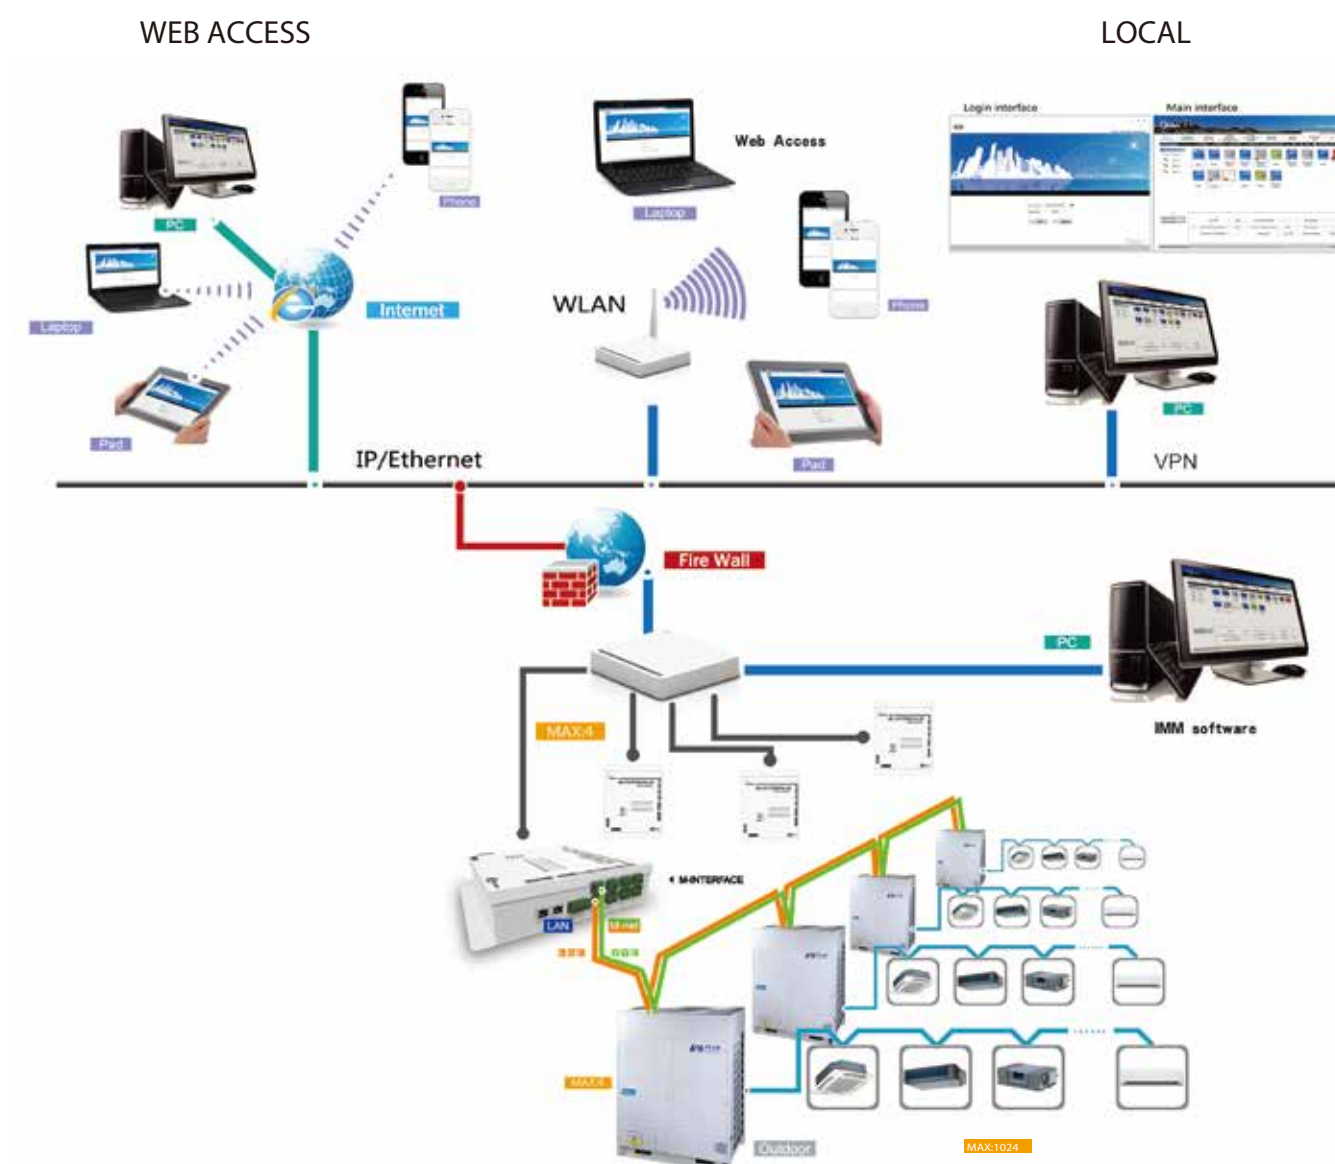 WEB ACCESS
LOCAL
Login interface
Main interface
Web Access
Phone
Laptop
PC
Internet
WLAN
Phone
Laptop
PC
Pad
Pad
IP/Ethernet
VPN
Fire Wall
PC
MAX:4
IMM software
M-INTERFACE
LAN
M-net
MAX:4
Outdoor
MAX:1024